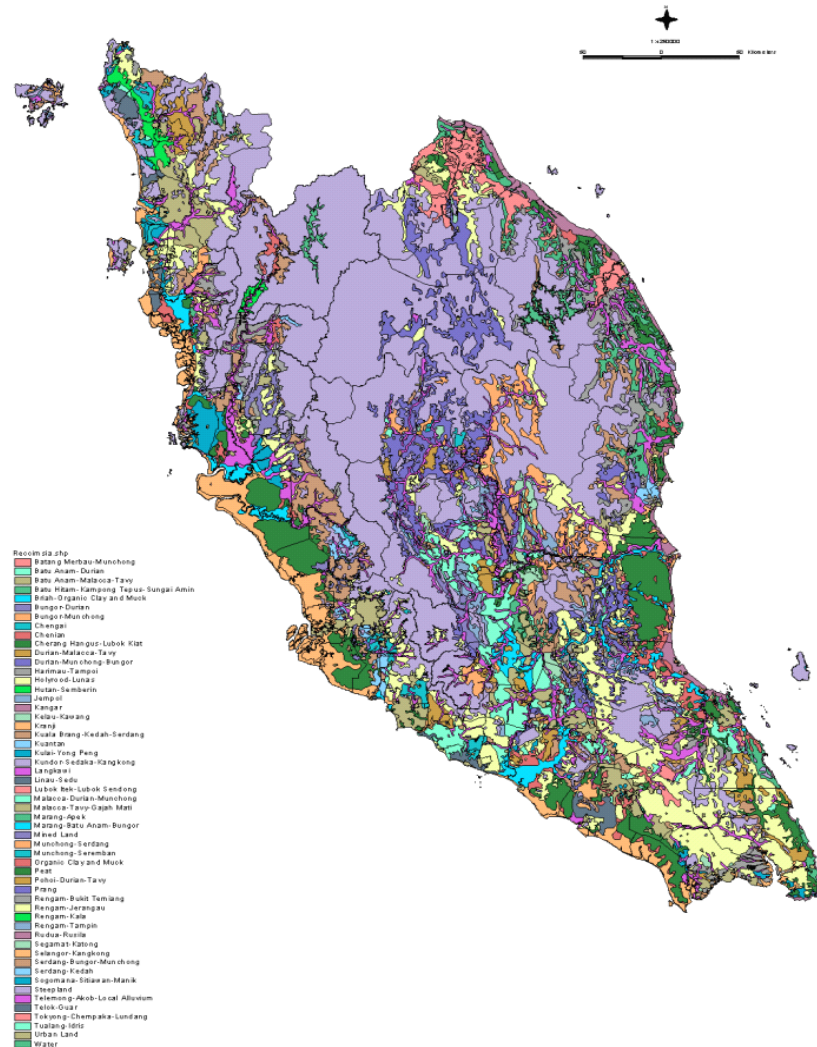 N
1:250000
80 0 80 Kilometers
Reccimsia.shp
Batang Merbau-Munchong
Batu Anam-Durian
Batu Anam-Malacca-Tavy
Batu Hitam-Kampong Tepus-Sungai Amin
Briah-Organic Clay and Muck
Bungor-Durian
Bungor-Munchong
Chengai
Chenian
Cherang Hangus-Lubok Kiat
Durian-Malacca-Tavy
Durian-Munchong-Bungor
Harimau-Tampoi
Holyrood-Lunas
Hutan-Semberin
Jempol
Kangar
Kelau-Kawang
Kranji
Kuala Brang-Kedah-Serdang
Kuantan
Kulai-Yong Peng
Kundor-Sedaka-Kangkong
Langkawi
Linau-Sedu
Lubok Itek-Lubok Sendong
Malacca-Durian-Munchong
Malacca-Tavy-Gajah Mati
Marang-Apek
Marang-Batu Anam-Bungor
Mined Land
Munchong-Serdang
Munchong-Seremban
Organic Clay and Muck
Peat
Pohoi-Durian-Tavy
Prang
Rengam-Bukit Temiang
Rengam-Jerangau
Rengam-Kala
Rengam-Tampin
Rudua-Rusila
Segamat-Katong
Selangor-Kangkong
Serdang-Bungor-Munchong
Serdang-Kedah
Sogomana-Sitiawan-Manik
Steepland
Telemong-Akob-Local Alluvium
Telok-Guar
Tokyong-Chempaka-Lundang
Tualang-Idris
Urban Land
Water